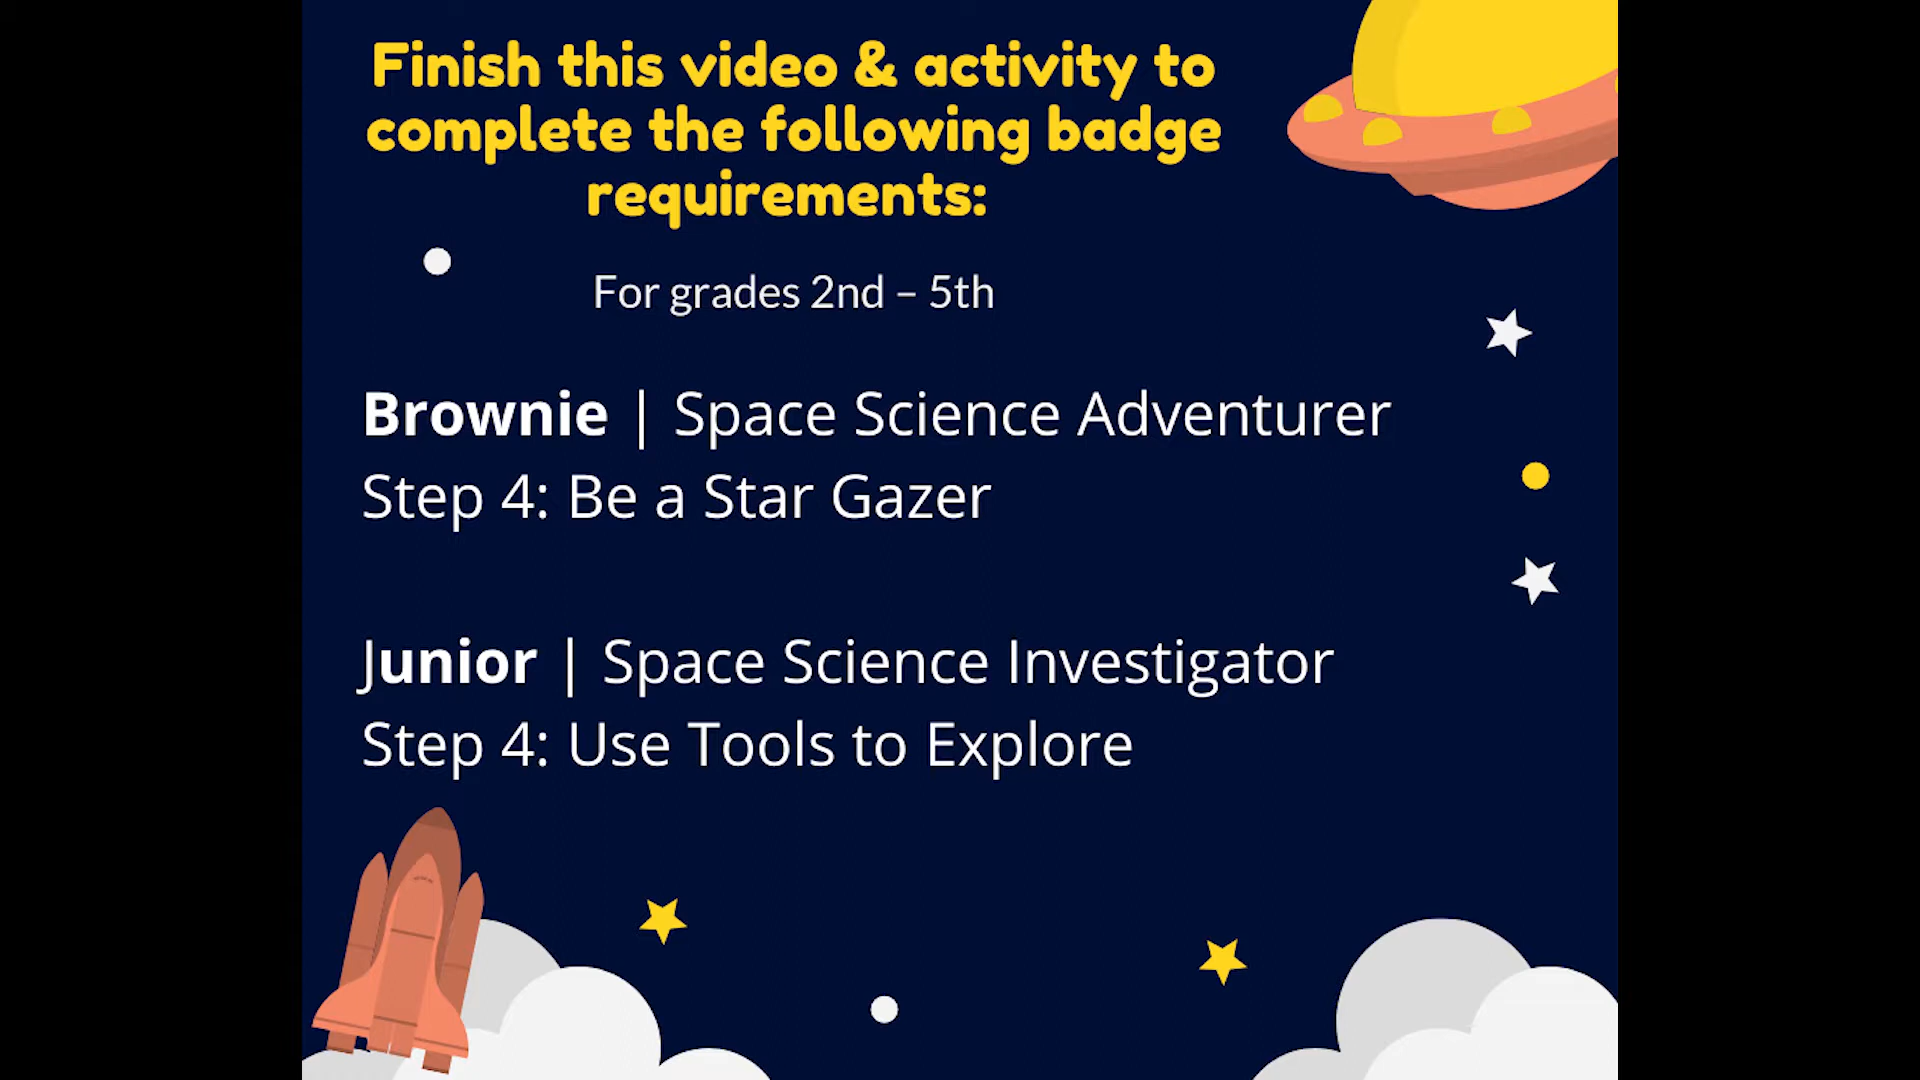 Finish this video & activity to
complete the following badge
requirements:
For grades 2nd – 5th
Brownie | Space Science Adventurer
Step 4: Be a Star Gazer
Junior | Space Science Investigator
Step 4: Use Tools to Explore